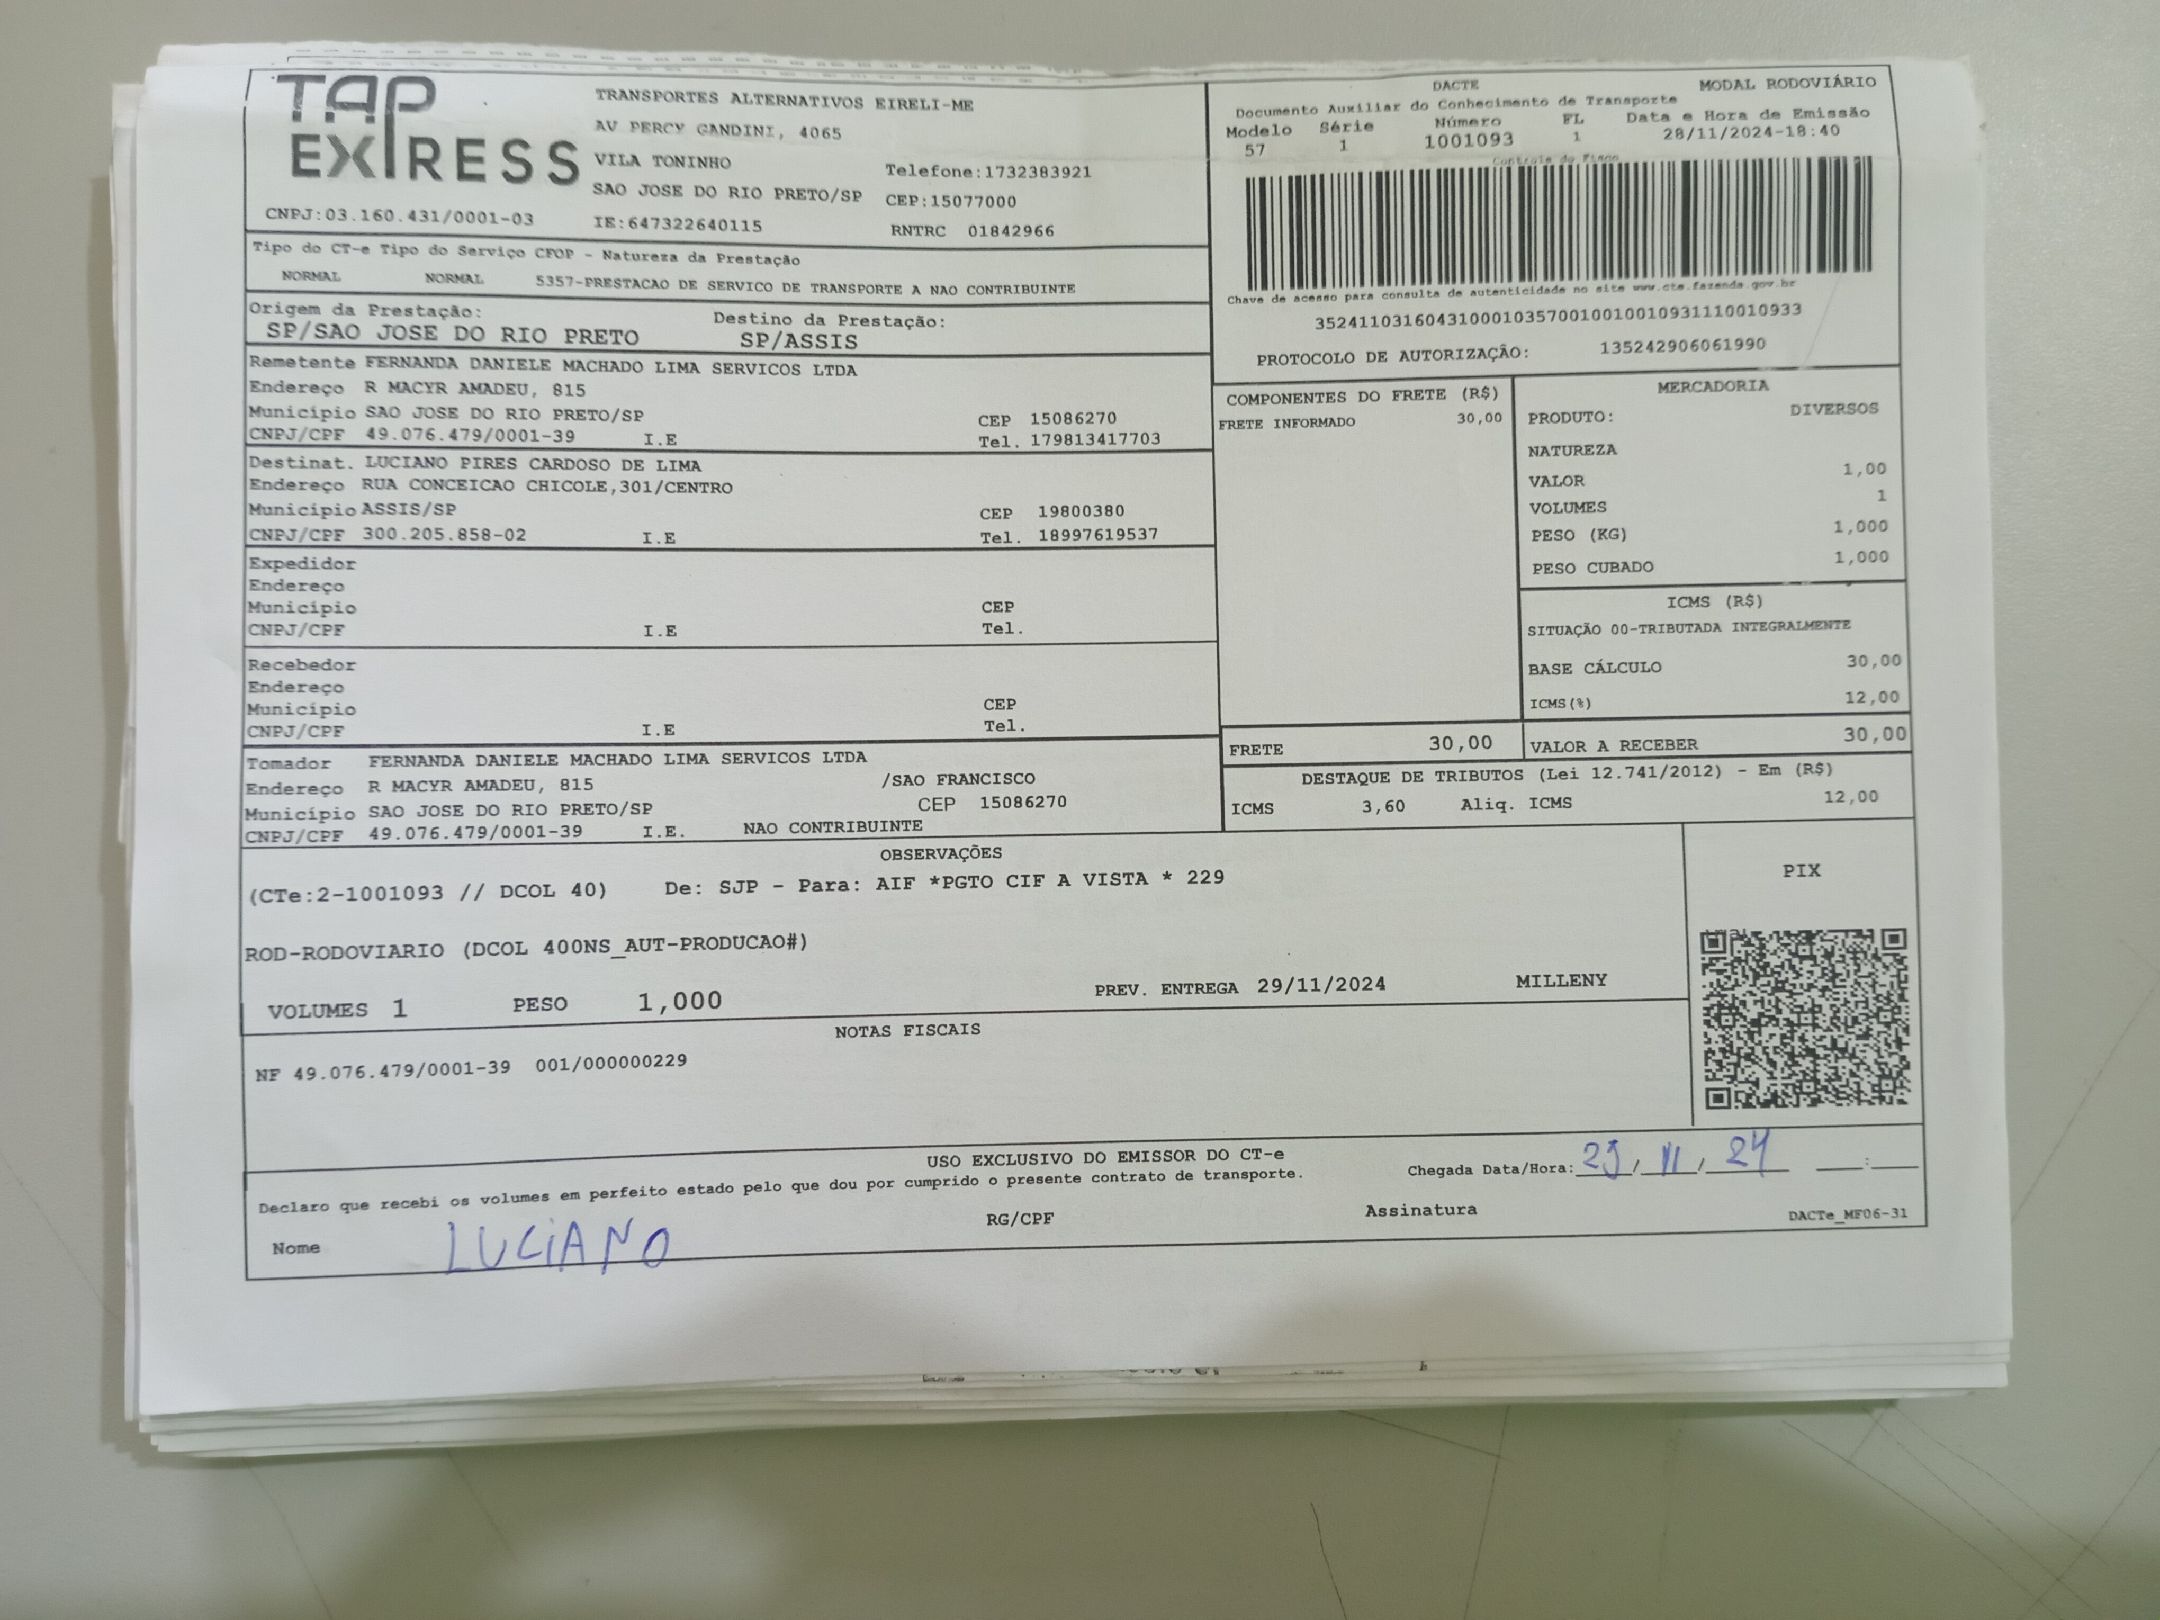 TAP
EXPRESS
TRANSPORTES ALTERNATIVOS EIRELI-ME
AV PERCY GANDINI, 4065
VILA TONINHO
Telefone:1732383921
SAO JOSE DO RIO PRETO/SP
CEP:15077000
CNPJ:03.160.431/0001-03
IE:647322640115
RNTRC 01842966
DACTE
MODAL RODOVIÁRIO
Documento Auxiliar do Conhecimento de Transporte
Modelo Série Número FL Data e Hora de Emissão
57 1 1001093 1 28/11/2024-18:40
Controle do Fisco
Chave de acesso para consulta de autenticidade no site www.cte.fazenda.gov.br
35241103160431000103570010010010931110010933
PROTOCOLO DE AUTORIZAÇÃO: 135242906061990
Tipo do CT-e Tipo do Serviço CFOP - Natureza da Prestação
NORMAL NORMAL 5357-PRESTACAO DE SERVICO DE TRANSPORTE A NAO CONTRIBUINTE
Origem da Prestação: Destino da Prestação:
SP/SAO JOSE DO RIO PRETO SP/ASSIS
Remetente FERNANDA DANIELE MACHADO LIMA SERVICOS LTDA
Endereço R MACYR AMADEU, 815
Município SAO JOSE DO RIO PRETO/SP CEP 15086270
CNPJ/CPF 49.076.479/0001-39 I.E Tel. 179813417703
Destinat. LUCIANO PIRES CARDOSO DE LIMA
Endereço RUA CONCEICAO CHICOLE,301/CENTRO
Município ASSIS/SP CEP 19800380
CNPJ/CPF 300.205.858-02 I.E Tel. 18997619537
Expedidor
Endereço
Município CEP
CNPJ/CPF I.E Tel.
Recebedor
Endereço
Município CEP
CNPJ/CPF I.E Tel.
Tomador FERNANDA DANIELE MACHADO LIMA SERVICOS LTDA
Endereço R MACYR AMADEU, 815 /SAO FRANCISCO
Município SAO JOSE DO RIO PRETO/SP CEP 15086270
CNPJ/CPF 49.076.479/0001-39 I.E. NAO CONTRIBUINTE
COMPONENTES DO FRETE (R$)
FRETE INFORMADO 30,00
MERCADORIA
PRODUTO: DIVERSOS
NATUREZA
VALOR 1,00
VOLUMES 1
PESO (KG) 1,000
PESO CUBADO 1,000
ICMS (R$)
SITUAÇÃO 00-TRIBUTADA INTEGRALMENTE
BASE CÁLCULO 30,00
ICMS(%) 12,00
FRETE 30,00 VALOR A RECEBER 30,00
DESTAQUE DE TRIBUTOS (Lei 12.741/2012) - Em (R$)
ICMS 3,60 Aliq. ICMS 12,00
OBSERVAÇÕES
(CTe:2-1001093 // DCOL 40) De: SJP - Para: AIF *PGTO CIF A VISTA * 229
ROD-RODOVIARIO (DCOL 400NS_AUT-PRODUCAO#)
VOLUMES 1 PESO 1,000 PREV. ENTREGA 29/11/2024 MILLENY
PIX
NOTAS FISCAIS
NF 49.076.479/0001-39 001/000000229
USO EXCLUSIVO DO EMISSOR DO CT-e
Declaro que recebi os volumes em perfeito estado pelo que dou por cumprido o presente contrato de transporte.
Chegada Data/Hora: 29/11/24 :
Nome LUCIANO RG/CPF Assinatura
DACTe_MF06-31